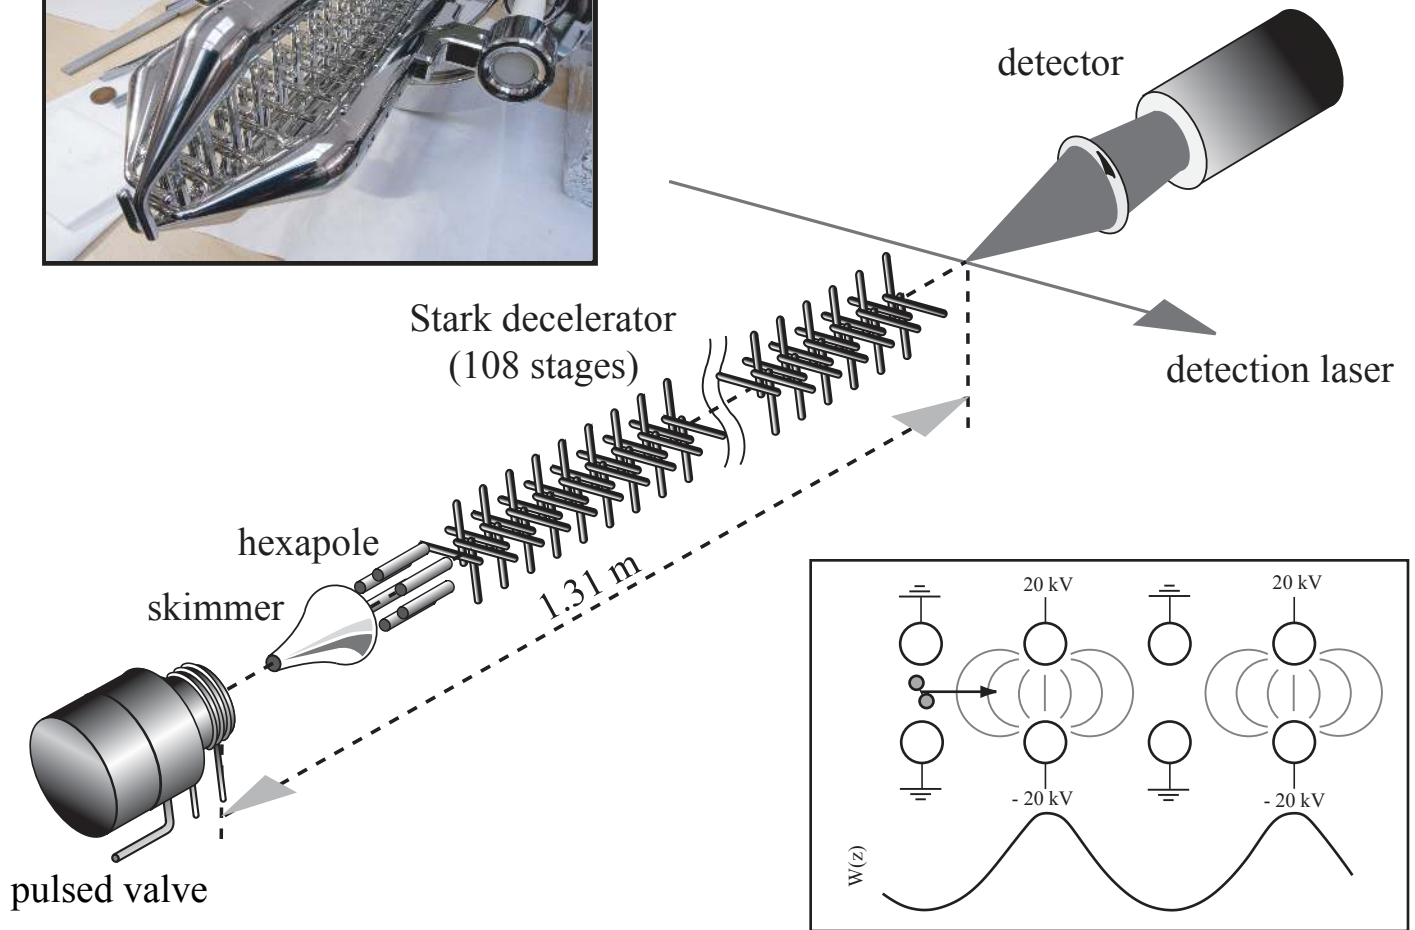 detector
Stark decelerator
(108 stages)
detection laser
hexapole
1.31 m
skimmer
20 kV
20 kV
- 20 kV
- 20 kV
W(z)
pulsed valve